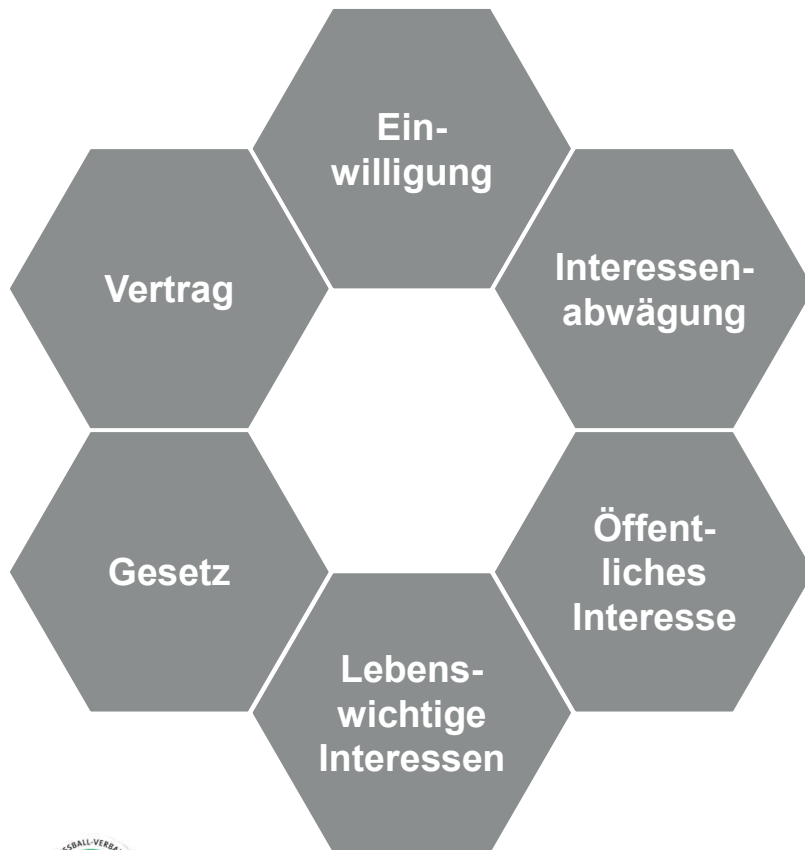 Ein-
willigung
Vertrag
Interessen-
abwägung
Gesetz
Öffent-
liches
Interesse
Lebens-
wichtige
Interessen